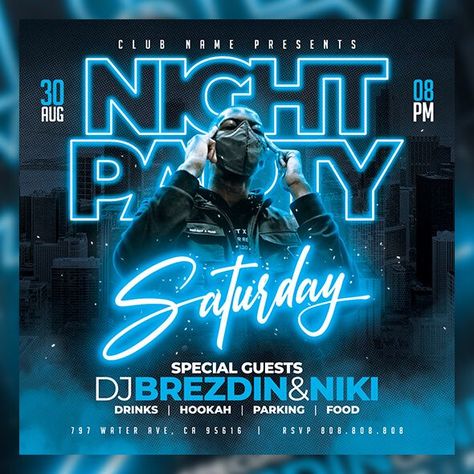 CLUB NAME PRESENTS
30
AUG
NIGHT
08
PM
PARTY
Saturday
SPECIAL GUESTS
DJ BREZDIN&NIKI
DRINKS | HOOKAH | PARKING | FOOD
797 WATER AVE, CA 95616 | RSVP 808.808.808